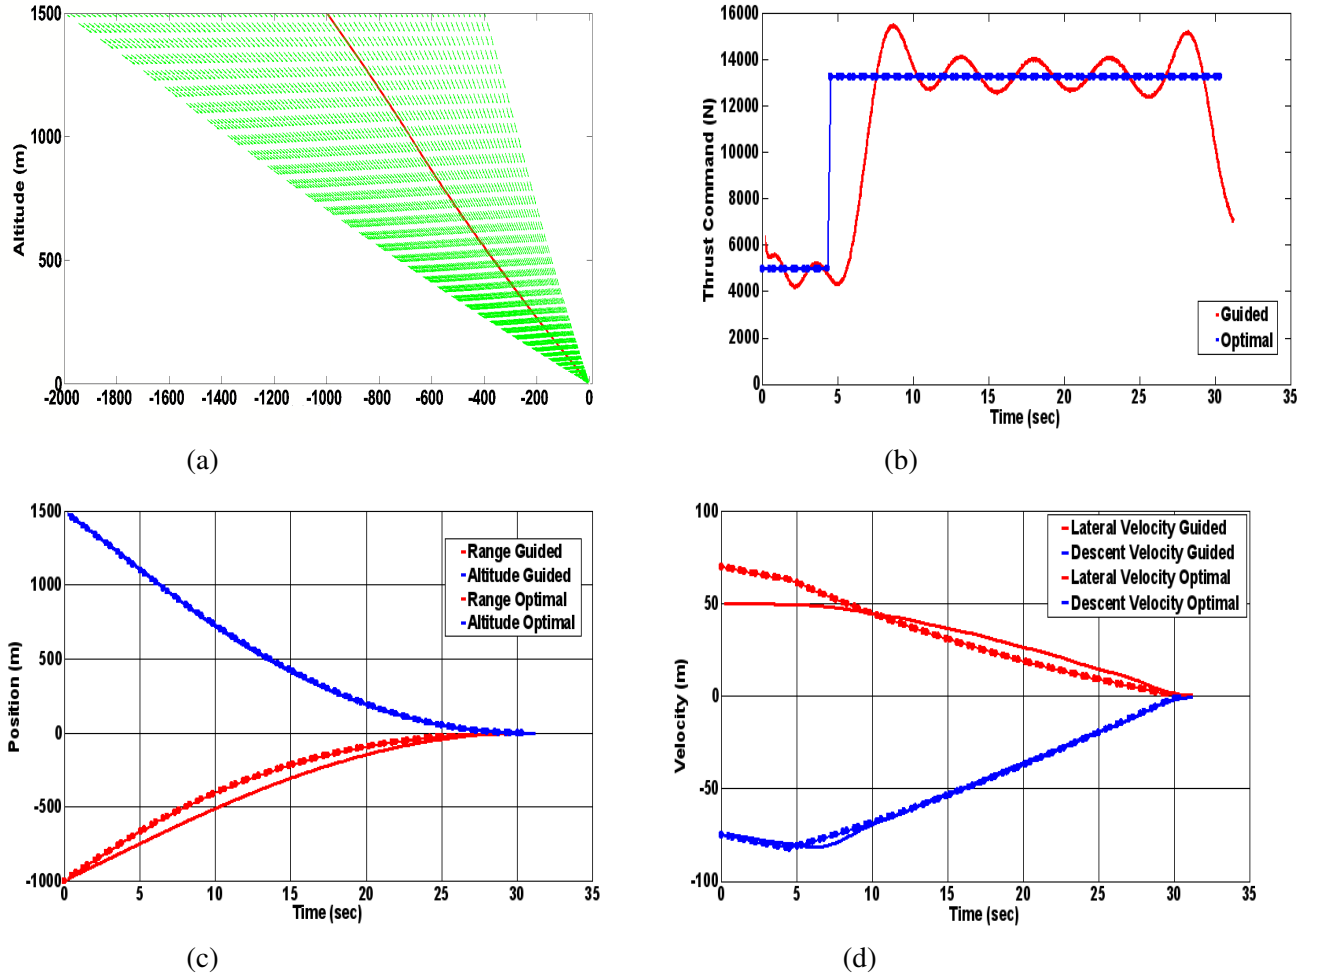 1500
1000
500
0
Altitude (m)
-2000 -1800 -1600 -1400 -1200 -1000 -800 -600 -400 -200 0
(a)
16000
14000
12000
10000
8000
6000
4000
2000
0
Thrust Command (N)
Guided
Optimal
0 5 10 15 20 25 30 35
Time (sec)
(b)
1500
1000
500
0
-500
-1000
Position (m)
Range Guided
Altitude Guided
Range Optimal
Altitude Optimal
0 5 10 15 20 25 30 35
Time (sec)
(c)
100
50
0
-50
-100
Velocity (m)
Lateral Velocity Guided
Descent Velocity Guided
Lateral Velocity Optimal
Descent Velocity Optimal
0 5 10 15 20 25 30 35
Time (sec)
(d)